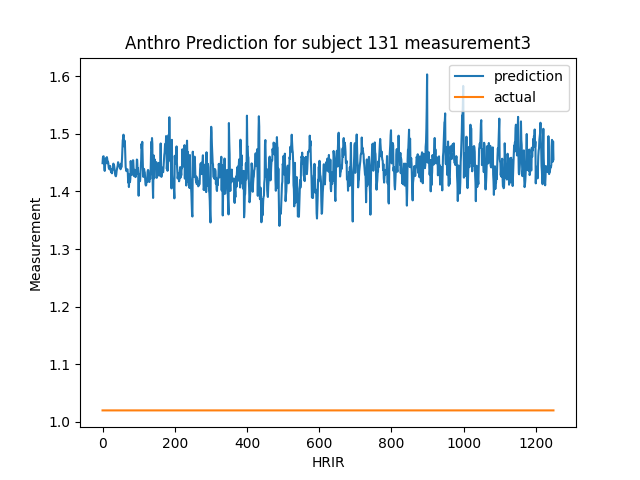 Anthro Prediction for subject 131 measurement3
prediction
actual
Measurement
1.6
1.5
1.4
1.3
1.2
1.1
1.0
0 200 400 600 800 1000 1200
HRIR